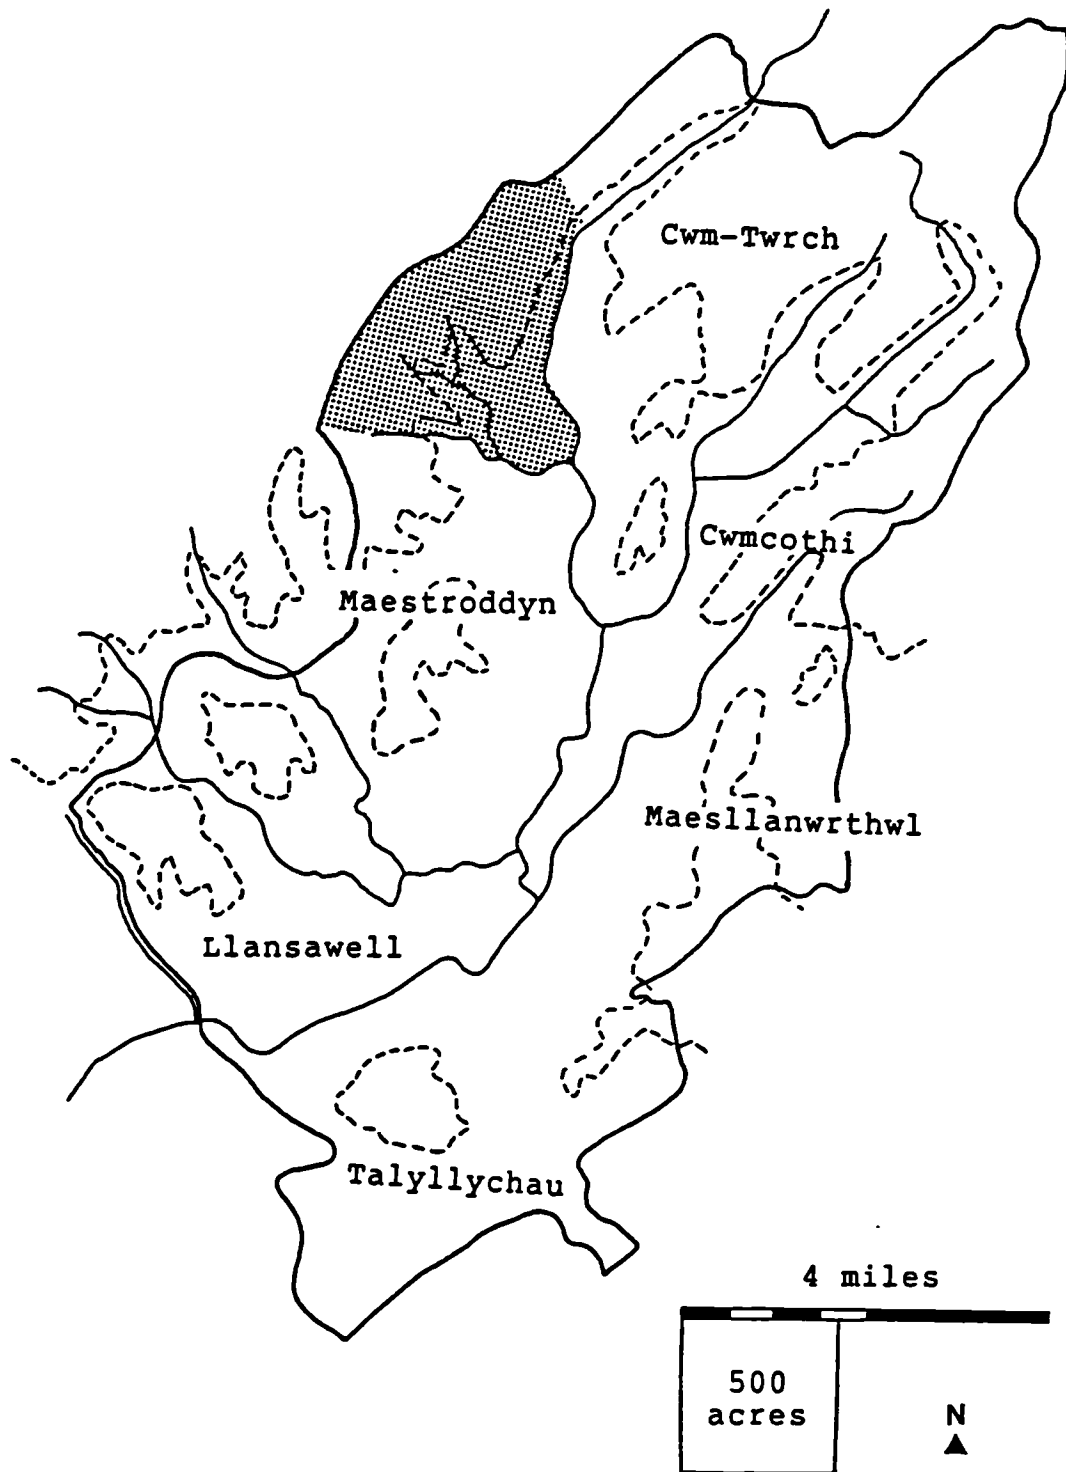 Cwm-Twrch
Cwmcothi
Maestroddyn
Maesllanwrthwl
Llansawell
Talyllychau
4 miles
500
acres
N